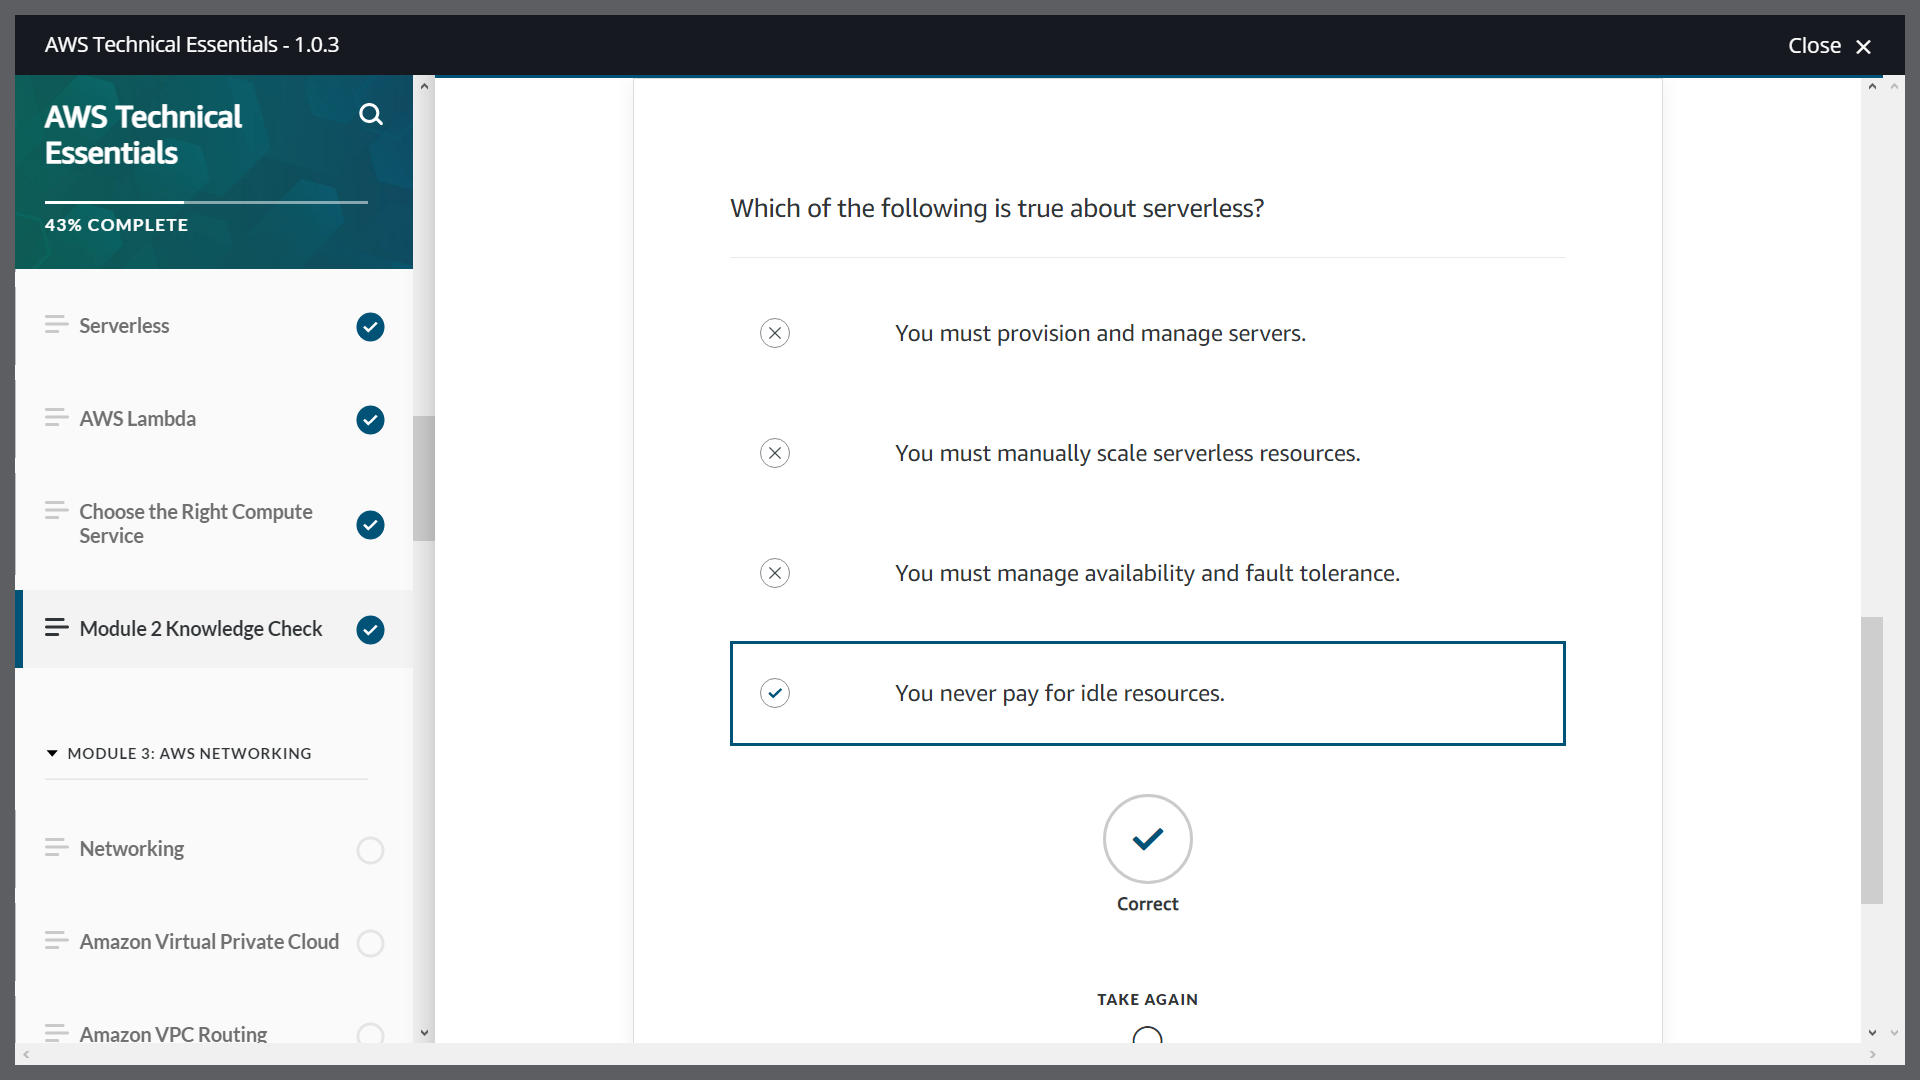 AWS Technical Essentials - 1.0.3
Close
AWS Technical
Essentials
43% COMPLETE
Serverless
AWS Lambda
Choose the Right Compute
Service
Module 2 Knowledge Check
MODULE 3: AWS NETWORKING
Networking
Amazon Virtual Private Cloud
Amazon VPC Routing
Which of the following is true about serverless?
You must provision and manage servers.
You must manually scale serverless resources.
You must manage availability and fault tolerance.
You never pay for idle resources.
Correct
TAKE AGAIN